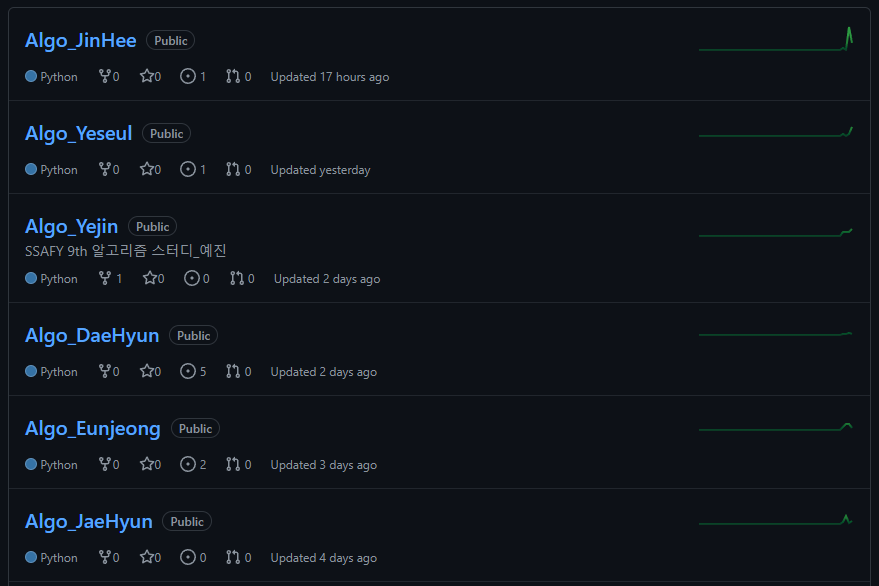 Algo_JinHee Public
Python 0 0 1 0 Updated 17 hours ago
Algo_Yeseul Public
Python 0 0 1 0 Updated yesterday
Algo_Yejin Public
SSAFY 9th 알고리즘 스터디_예진
Python 1 0 0 0 Updated 2 days ago
Algo_DaeHyun Public
Python 0 0 5 0 Updated 2 days ago
Algo_Eunjeong Public
Python 0 0 2 0 Updated 3 days ago
Algo_JaeHyun Public
Python 0 0 0 0 Updated 4 days ago